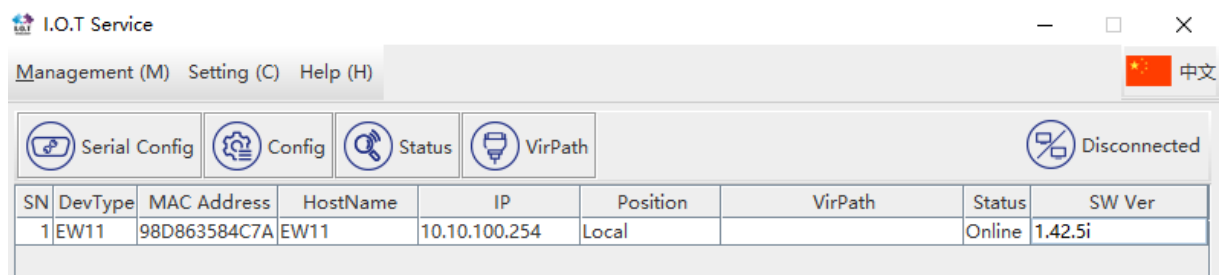 I.O.T I.O.T Service
Management (M) Setting (C) Help (H) 中文
Serial Config Config Status VirPath Disconnected
SN DevType MAC Address HostName IP Position VirPath Status SW Ver
1 EW11 98D863584C7A EW11 10.10.100.254 Local Online 1.42.5i